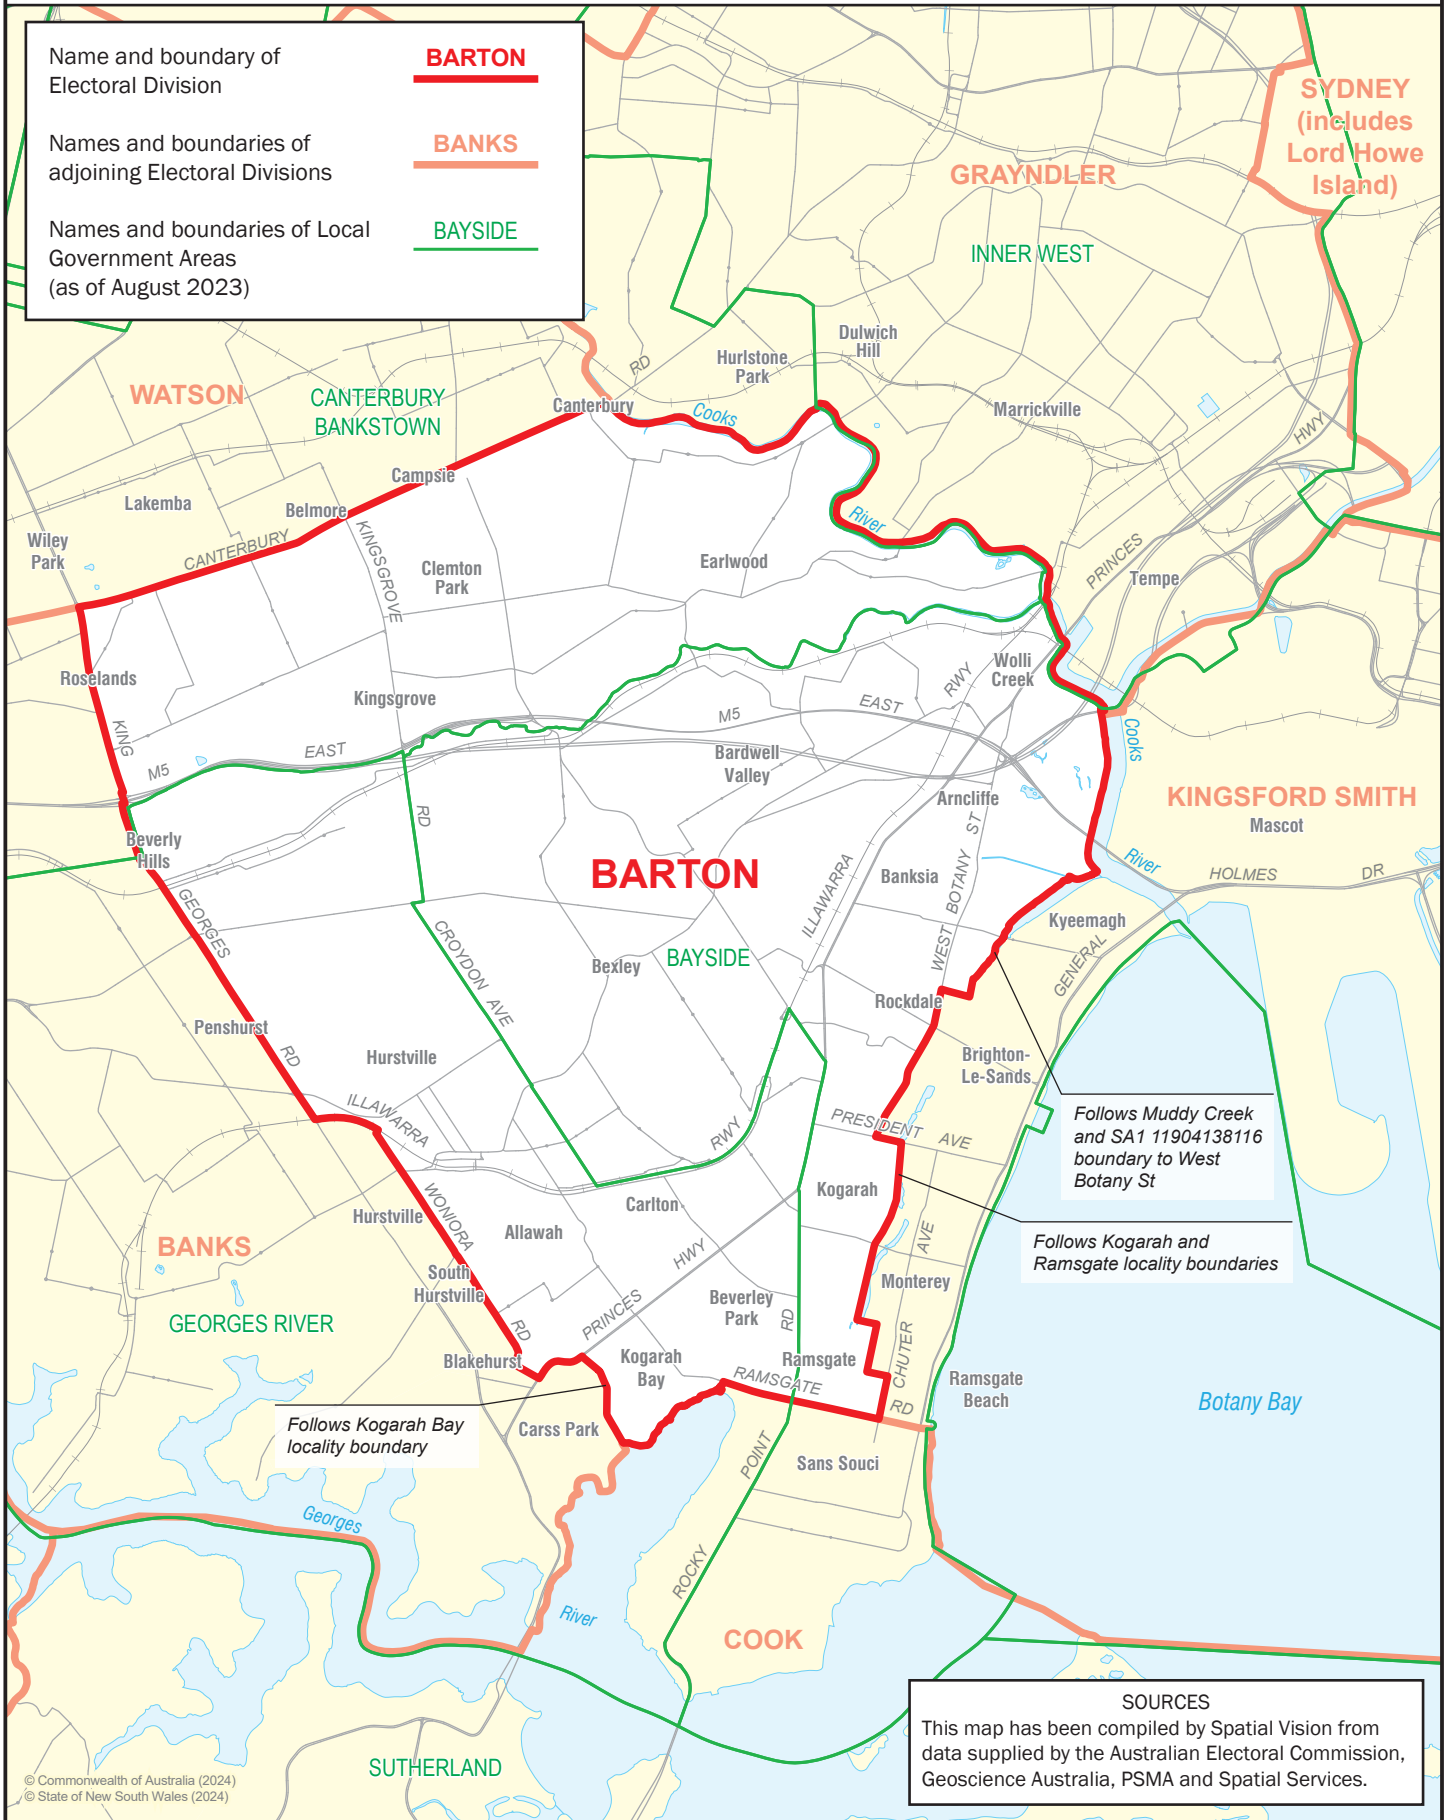 Name and boundary of
Electoral Division
BARTON
Names and boundaries of
adjoining Electoral Divisions
BANKS
Names and boundaries of Local
Government Areas
(as of August 2023)
BAYSIDE
SYDNEY
(includes
Lord Howe
Island)
GRAYNDLER
INNER WEST
Dulwich
Hill
Hurlstone
Park
RD
WATSON
CANTERBURY
BANKSTOWN
Canterbury
Cooks
Marrickville
HWY
Campsie
Lakemba
Belmore
River
Wiley
Park
CANTERBURY
KINGSGROVE
Clemton
Park
Earlwood
PRINCES
Tempe
Roselands
Wolli
Creek
RWY
Kingsgrove
EAST
M5
KING
EAST
M5
Cooks
Bardwell
Valley
Arncliffe
KINGSFORD SMITH
Mascot
RD
ST
Beverly
Hills
BARTON
River
HOLMES
DR
Banksia
BOTANY
ILLAWARRA
GEORGES
Kyeemagh
CROYDON AVE
WEST
GENERAL
BAYSIDE
Bexley
Rockdale
Penshurst
RD
Hurstville
Brighton-
Le-Sands
ILLAWARRA
RWY
PRESIDENT AVE
Follows Muddy Creek
and SA1 11904138116
boundary to West
Botany St
Kogarah
Carlton
WONIORA
Hurstville
Allawah
AVE
HWY
Follows Kogarah and
Ramsgate locality boundaries
BANKS
South
Hurstville
Monterey
Beverley
Park
GEORGES RIVER
PRINCES
RD
RD
CHUTER
Blakehurst
Kogarah
Bay
Ramsgate
RAMSGATE
RD
Ramsgate
Beach
Botany Bay
Follows Kogarah Bay
locality boundary
Carss Park
POINT
Sans Souci
Georges
ROCKY
River
COOK
SUTHERLAND
SOURCES
This map has been compiled by Spatial Vision from
data supplied by the Australian Electoral Commission,
Geoscience Australia, PSMA and Spatial Services.
© Commonwealth of Australia (2024)
© State of New South Wales (2024)